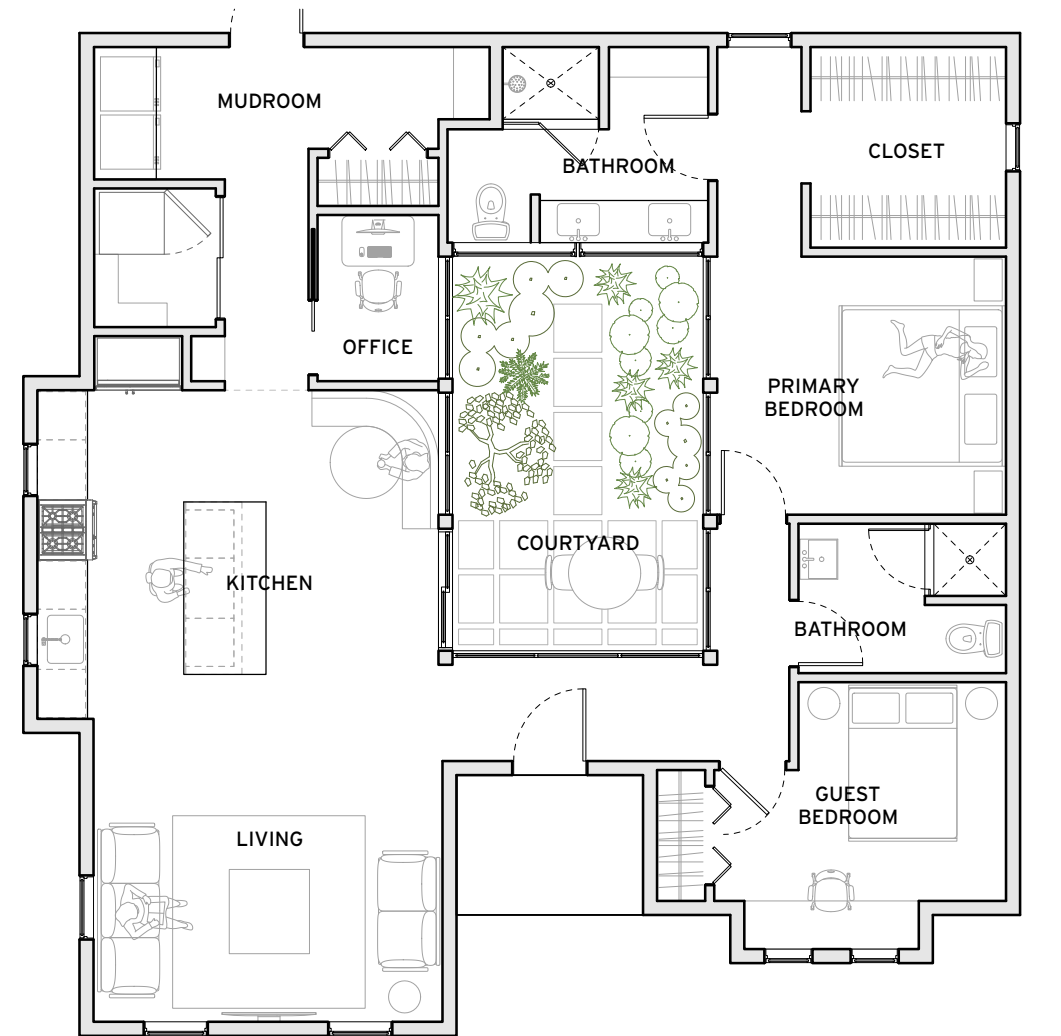 MUDROOM
BATHROOM
CLOSET
OFFICE
PRIMARY
BEDROOM
COURTYARD
KITCHEN
BATHROOM
GUEST
BEDROOM
LIVING